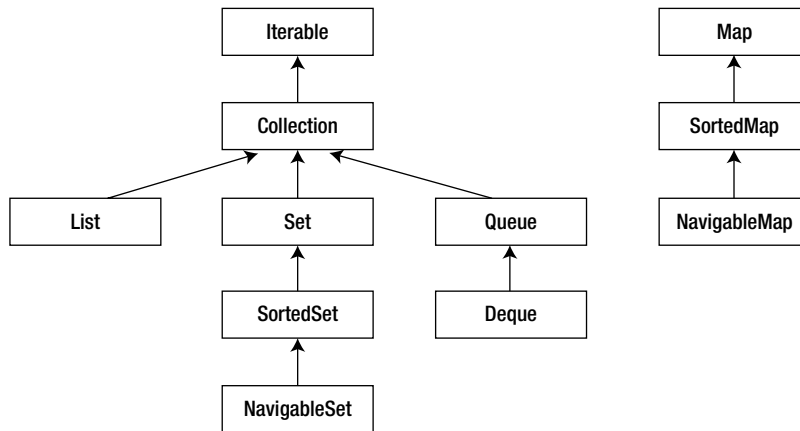 Iterable
Map
Collection
SortedMap
List
Set
Queue
NavigableMap
SortedSet
Deque
NavigableSet